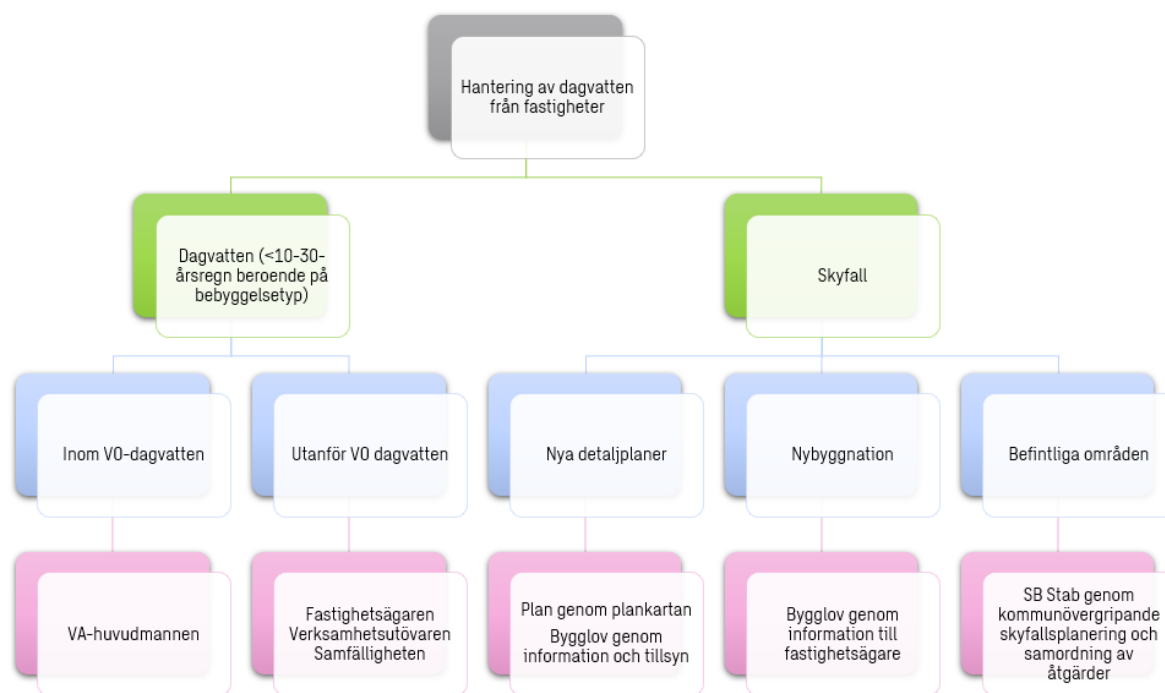 Hantering av dagvatten
från fastigheter
Dagvatten (<10-30-
årsregn beroende på
bebyggelsetyp)
Skyfall
Inom VO-dagvatten
Utanför VO dagvatten
Nya detaljplaner
Nybyggnation
Befintliga områden
VA-huvudmannen
Fastighetsägaren
Verksamhetsutövaren
Samfälligheten
Plan genom plankartan
Bygglov genom
information och tillsyn
Bygglov genom
information till
fastighetsägare
SB Stab genom
kommunövergripande
skyfallsplanering och
samordning av
åtgärder